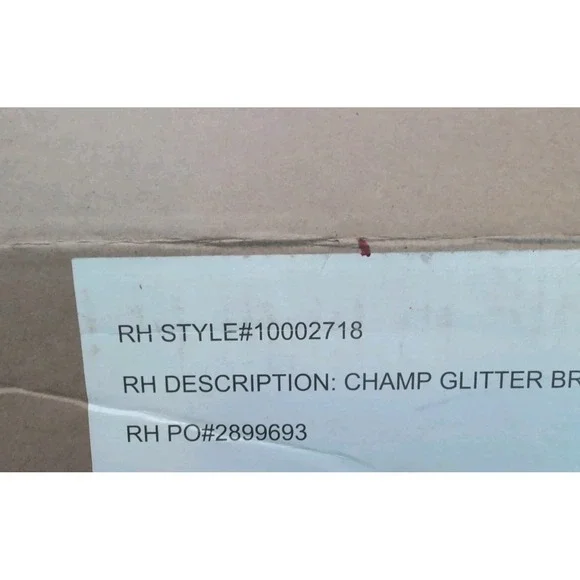 RH STYLE#10002718
RH DESCRIPTION: CHAMP GLITTER BR
RH PO#2899693